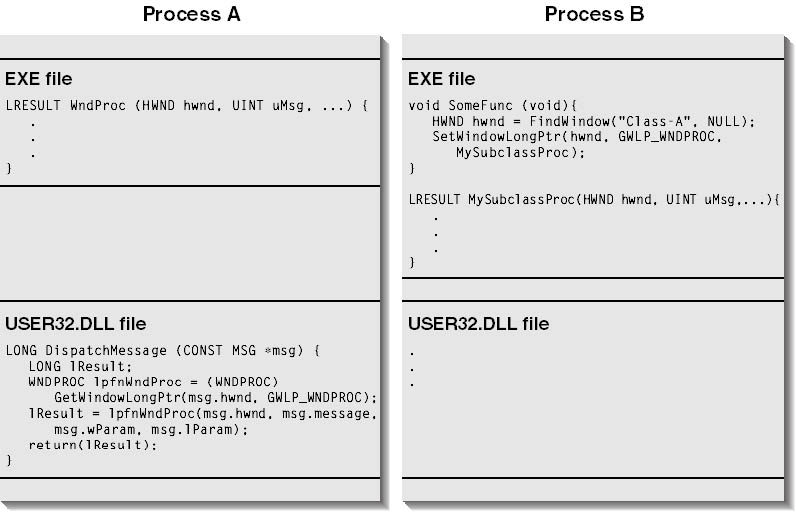 Process A
EXE file
LRESULT WndProc (HWND hwnd, UINT uMsg, ...) {
.
.
.
}
USER32.DLL file
LONG DispatchMessage (CONST MSG *msg) {
LONG lResult;
WNDPROC lpfnWndProc = (WNDPROC)
GetWindowLongPtr(msg.hwnd, GWLP_WNDPROC);
lResult = lpfnWndProc(msg.hwnd, msg.message,
msg.wParam, msg.lParam);
return(lResult);
}
Process B
EXE file
void SomeFunc (void){
HWND hwnd = FindWindow("Class-A", NULL);
SetWindowLongPtr(hwnd, GWLP_WNDPROC,
MySubclassProc);
}
LRESULT MySubclassProc(HWND hwnd, UINT uMsg,...){
.
.
.
}
USER32.DLL file
.
.
.